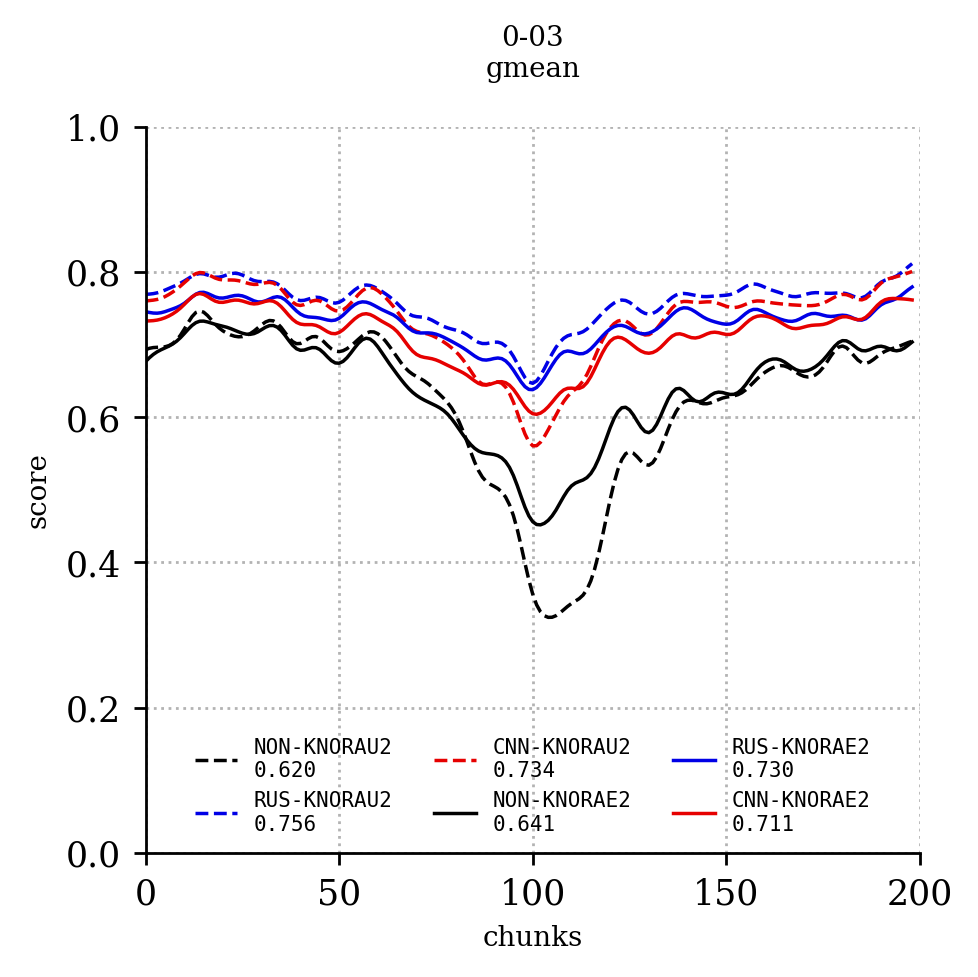 0-03
gmean
1.0
0.8
0.6
0.4
0.2
0.0
score
NON-KNORAU2
0.620
RUS-KNORAU2
0.756
CNN-KNORAU2
0.734
NON-KNORAE2
0.641
RUS-KNORAE2
0.730
CNN-KNORAE2
0.711
0
50
100
150
200
chunks